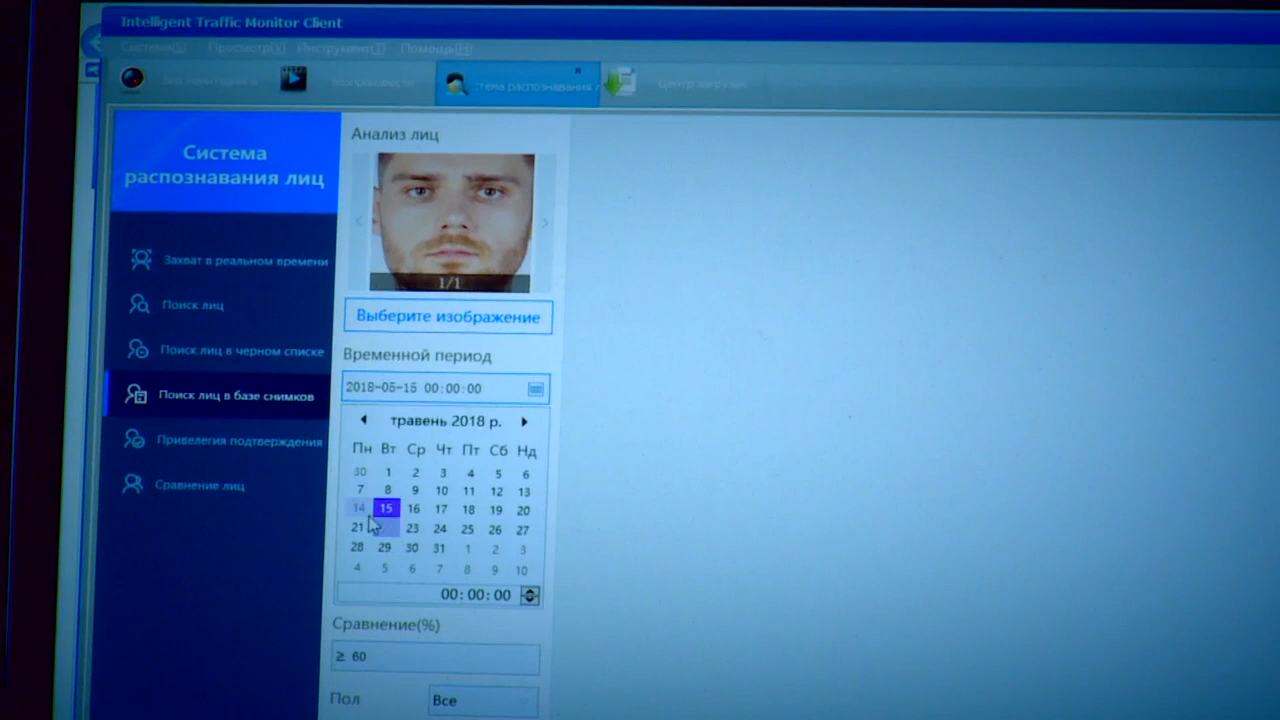 Intelligent Traffic Monitor Client
Система(S) Просмотр(V) Инструмент(T) Помощь(H)
тема распознавания л
Центр загрузок
Система
распознавания лиц
Захват в реальном времени
Поиск лиц
Поиск лиц в черном списке
Поиск лиц в базе снимков
Привелегия подтверждения
Сравнение лиц
Анализ лиц
1/1
Выберите изображение
Временной период
2018-05-15 00:00:00
травень 2018 р.
Пн Вт Ср Чт Пт Сб Нд
30 1 2 3 4 5 6
7 8 9 10 11 12 13
14 15 16 17 18 19 20
21 23 24 25 26 27
28 29 30 31 1 2 3
4 5 6 7 8 9 10
00:00:00
Сравнение(%)
≥ 60
Пол Все